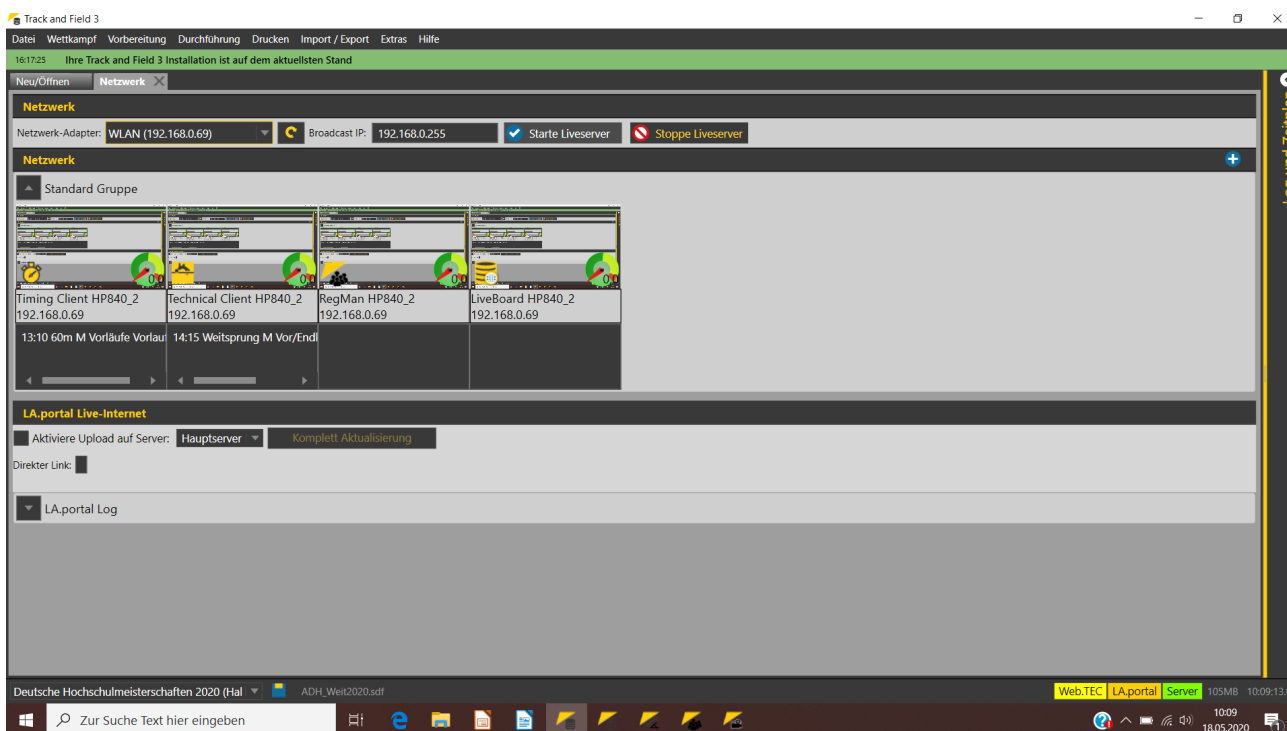 Track and Field 3
Datei Wettkampf Vorbereitung Durchführung Drucken Import / Export Extras Hilfe
16:17:25 Ihre Track and Field 3 Installation ist auf dem aktuellsten Stand
Neu/Öffnen Netzwerk
Netzwerk
Netzwerk-Adapter: WLAN (192.168.0.69) Broadcast IP: 192.168.0.255 Starte Liveserver Stoppe Liveserver
Netzwerk
Standard Gruppe
Timing Client HP840_2 Technical Client HP840_2 RegMan HP840_2 LiveBoard HP840_2
192.168.0.69 192.168.0.69 192.168.0.69 192.168.0.69
13:10 60m M Vorläufe Vorlauf 14:15 Weitsprung M Vor/Endl
LA.portal Live-Internet
Aktiviere Upload auf Server: Hauptserver Komplett Aktualisierung
Direkter Link:
LA.portal Log
Deutsche Hochschulmeisterschaften 2020 (Hal ADH_Weit2020.sdf Web.TEC LA.portal Server 105MB 10:09:13.
Zur Suche Text hier eingeben 10:09
18.05.2020